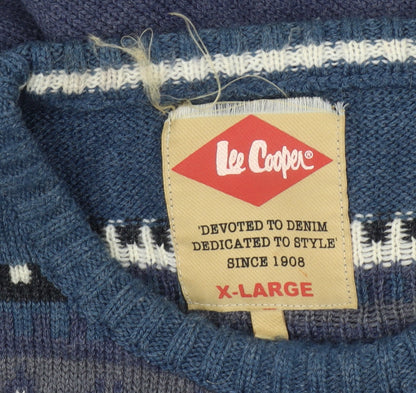 Lee Cooper®
'DEVOTED TO DENIM
DEDICATED TO STYLE'
SINCE 1908
X-LARGE